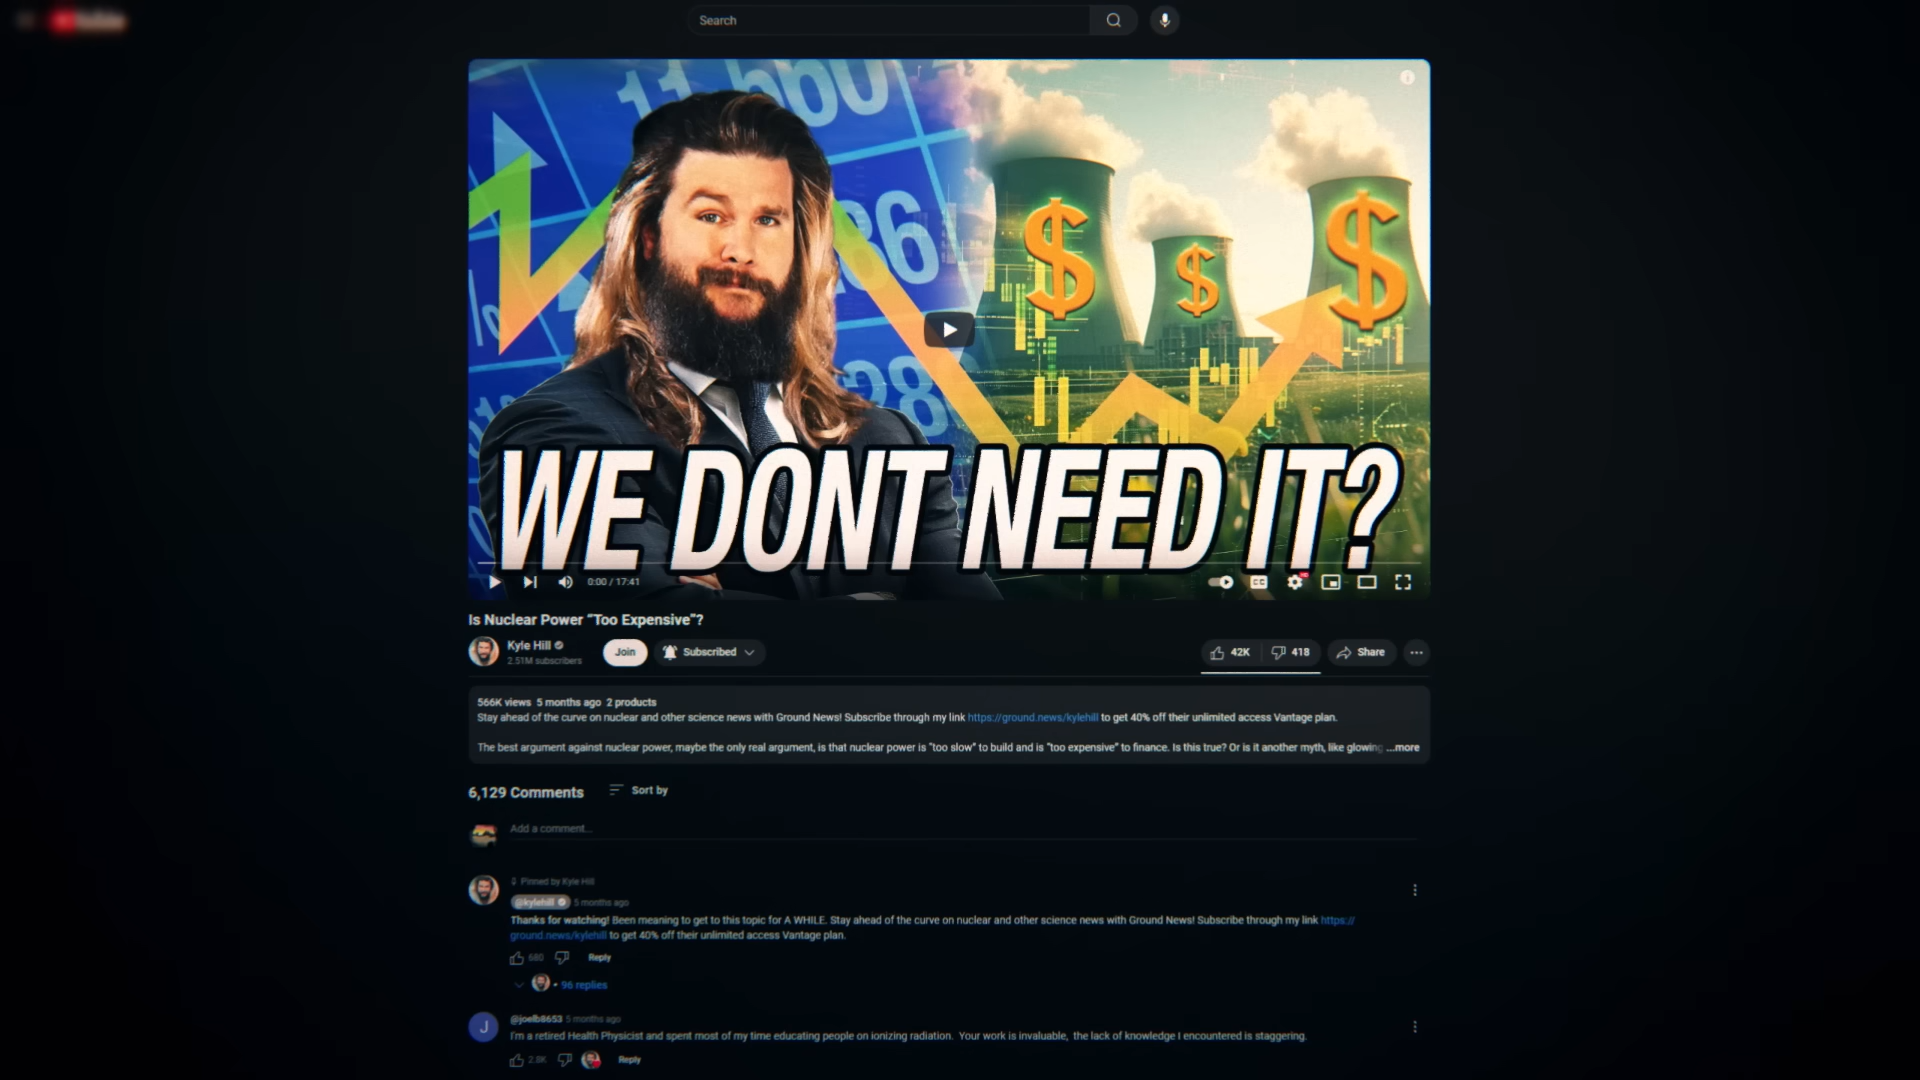 Search
11,560
86
28
$ $ $
WE DONT NEED IT?
0:00 / 17:41
CC
Is Nuclear Power “Too Expensive”?
Kyle Hill
2.51M subscribers
Join
Subscribed
42K
418
Share
566K views 5 months ago 2 products
Stay ahead of the curve on nuclear and other science news with Ground News! Subscribe through my link https://ground.news/kylehill to get 40% off their unlimited access Vantage plan.
The best argument against nuclear power, maybe the only real argument, is that nuclear power is "too slow" to build and is "too expensive" to finance. Is this true? Or is it another myth, like glowing ...more
6,129 Comments
Sort by
Add a comment...
Pinned by Kyle Hill
@kylehill 5 months ago
Thanks for watching! Been meaning to get to this topic for A WHILE. Stay ahead of the curve on nuclear and other science news with Ground News! Subscribe through my link https://
ground.news/kylehill to get 40% off their unlimited access Vantage plan.
680
Reply
96 replies
J
@joelb8653 5 months ago
I'm a retired Health Physicist and spent most of my time educating people on ionizing radiation. Your work is invaluable, the lack of knowledge I encountered is staggering.
2.8K
Reply